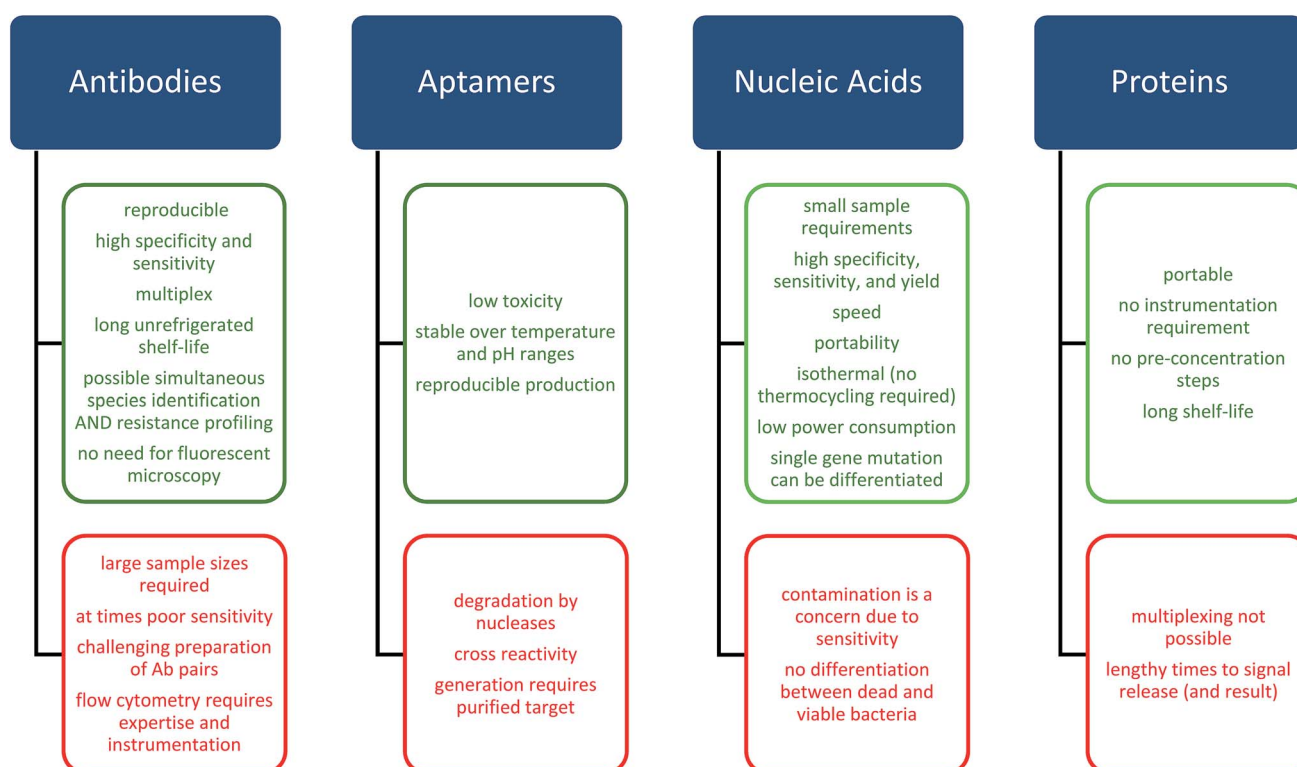 Antibodies
reproducible
high specificity and
sensitivity
multiplex
long unrefrigerated
shelf-life
possible simultaneous
species identification
AND resistance profiling
no need for fluorescent
microscopy
large sample sizes
required
at times poor sensitivity
challenging preparation
of Ab pairs
flow cytometry requires
expertise and
instrumentation
Aptamers
low toxicity
stable over temperature
and pH ranges
reproducible production
degradation by
nucleases
cross reactivity
generation requires
purified target
Nucleic Acids
small sample
requirements
high specificity,
sensitivity, and yield
speed
portability
isothermal (no
thermocycling required)
low power consumption
single gene mutation
can be differentiated
contamination is a
concern due to
sensitivity
no differentiation
between dead and
viable bacteria
Proteins
portable
no instrumentation
requirement
no pre-concentration
steps
long shelf-life
multiplexing not
possible
lengthy times to signal
release (and result)